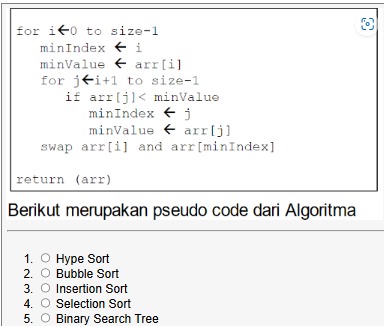 for i←0 to size-1
minIndex ← i
minValue ← arr[i]
for j←i+1 to size-1
if arr[j]< minValue
minIndex ← j
minValue ← arr[j]
swap arr[i] and arr[minIndex]
return (arr)
Berikut merupakan pseudo code dari Algoritma
1. Hype Sort
2. Bubble Sort
3. Insertion Sort
4. Selection Sort
5. Binary Search Tree